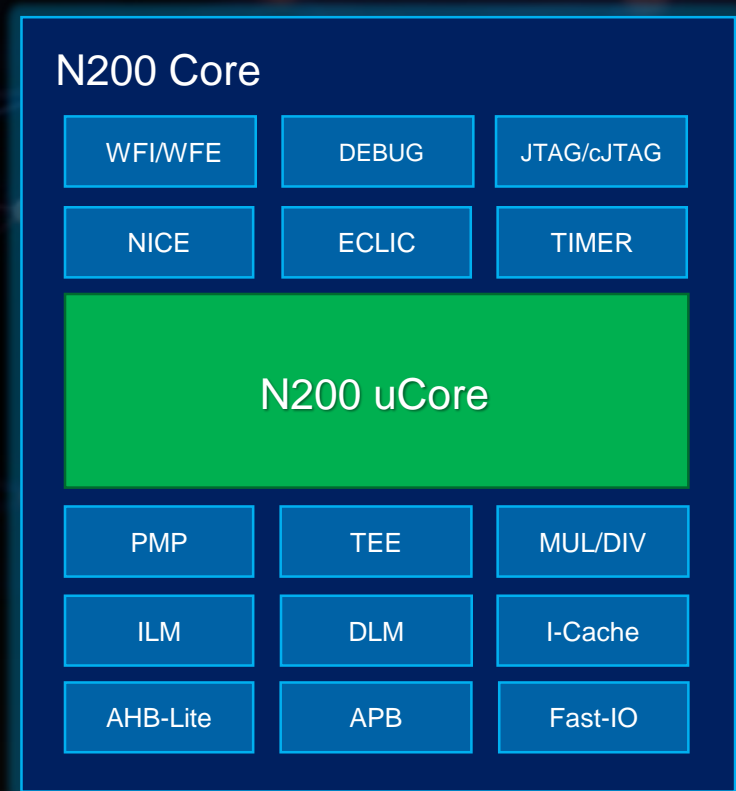 N200 Core
WFI/WFE DEBUG JTAG/cJTAG
NICE ECLIC TIMER
N200 uCore
PMP TEE MUL/DIV
ILM DLM I-Cache
AHB-Lite APB Fast-IO